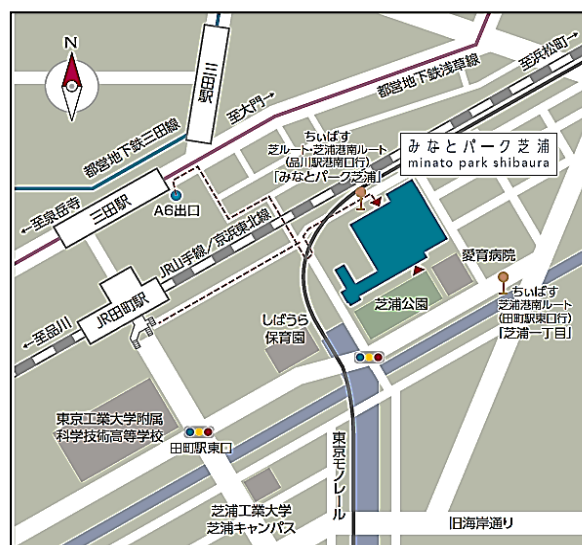 N
三田駅
都営地下鉄三田線
至大門→
都営地下鉄浅草線
至浜松町→
ちぃばす
芝ルート・芝浦港南ルート
(品川駅港南口行)
「みなとパーク芝浦」
みなとパーク芝浦
minato park shibaura
←至泉岳寺
三田駅
A6出口
JR山手線/京浜東北線
愛育病院
ちぃばす
芝浦港南ルート
(田町駅東口行)
「芝浦一丁目」
芝浦公園
JR田町駅
←至品川
しばうら
保育園
東京工業大学附属
科学技術高等学校
田町駅東口
東京モノレール
芝浦工業大学
芝浦キャンパス
旧海岸通り